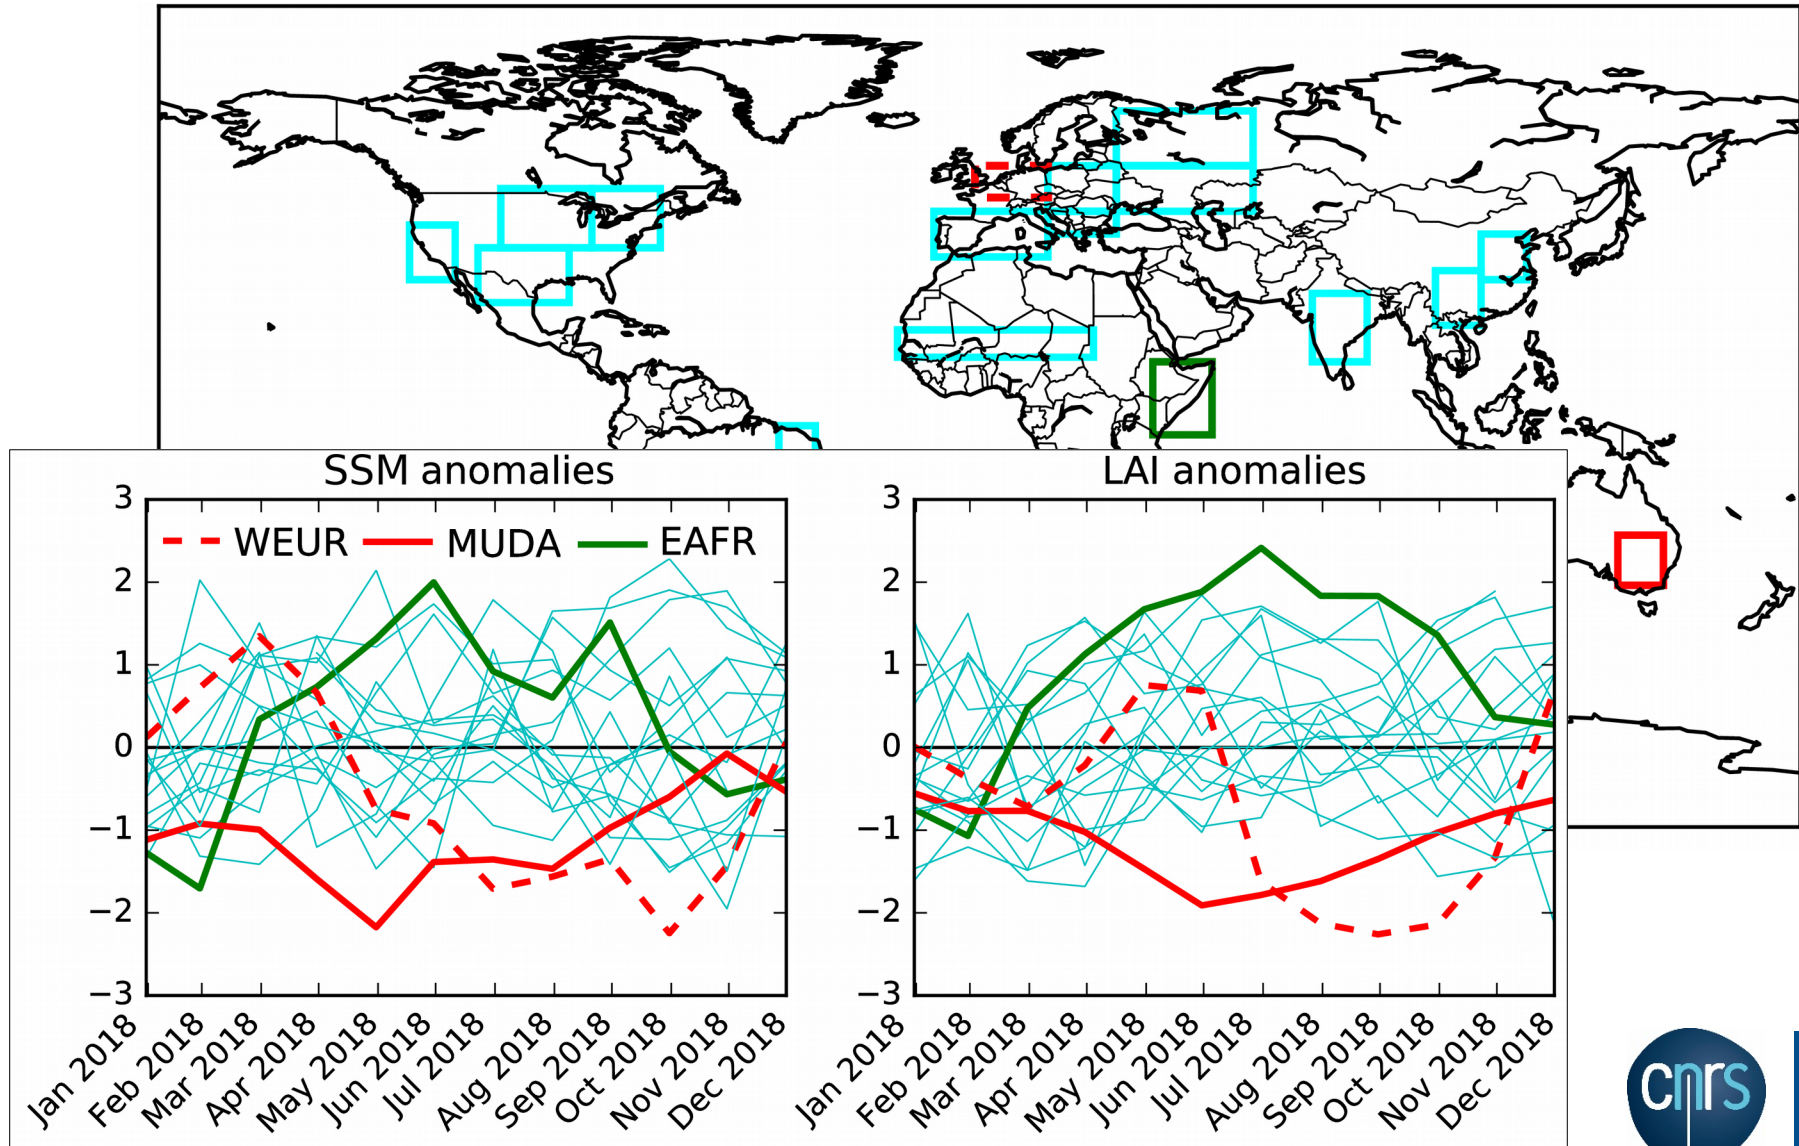 SSM anomalies
LAI anomalies
3
2
1
0
−1
−2
−3
WEUR MUDA EAFR
Jan 2018
Feb 2018
Mar 2018
Apr 2018
May 2018
Jun 2018
Jul 2018
Aug 2018
Sep 2018
Oct 2018
Nov 2018
Dec 2018
3
2
1
0
−1
−2
−3
Jan 2018
Feb 2018
Mar 2018
Apr 2018
May 2018
Jun 2018
Jul 2018
Aug 2018
Sep 2018
Oct 2018
Nov 2018
Dec 2018
cnrs